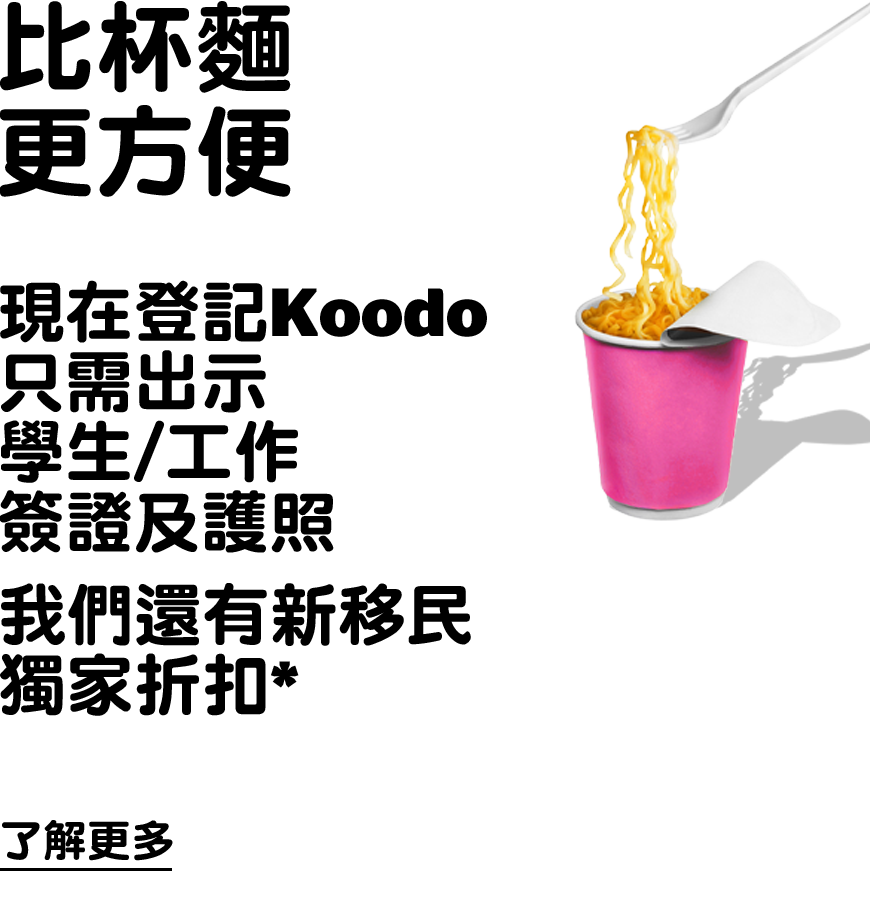 比杯麵
更方便
現在登記Koodo
只需出示
學生/工作
簽證及護照
我們還有新移民
獨家折扣*
了解更多